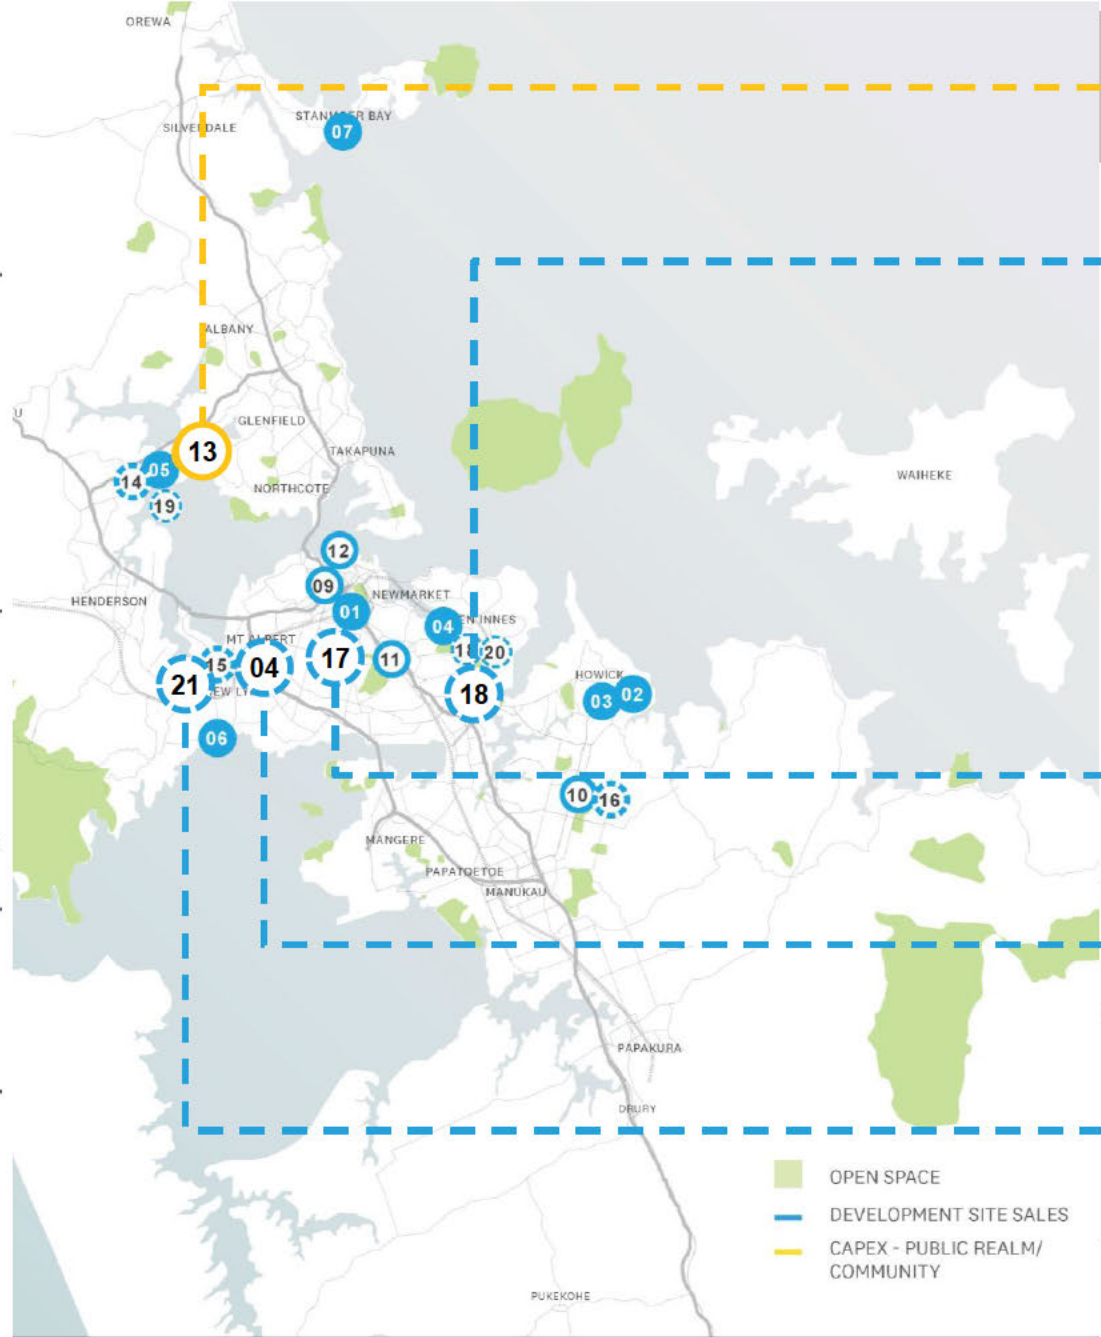 OREWA
SILVERDALE
07
ALBANY
GLENFIELD
13
TAKAPUNA
05
14
NORTHCOTE
19
WAIHEKE
12
09
NEWMARKET
HENDERSON
01
04
MT ALBERT
15
04
17
11
18
20
21
18
HOWICK
03
02
06
10
16
MANGERE
PAPATOETOE
MANUKAU
PAPAKURA
DRURY
OPEN SPACE
DEVELOPMENT SITE SALES
CAPEX - PUBLIC REALM/
COMMUNITY
PUKEKOHE